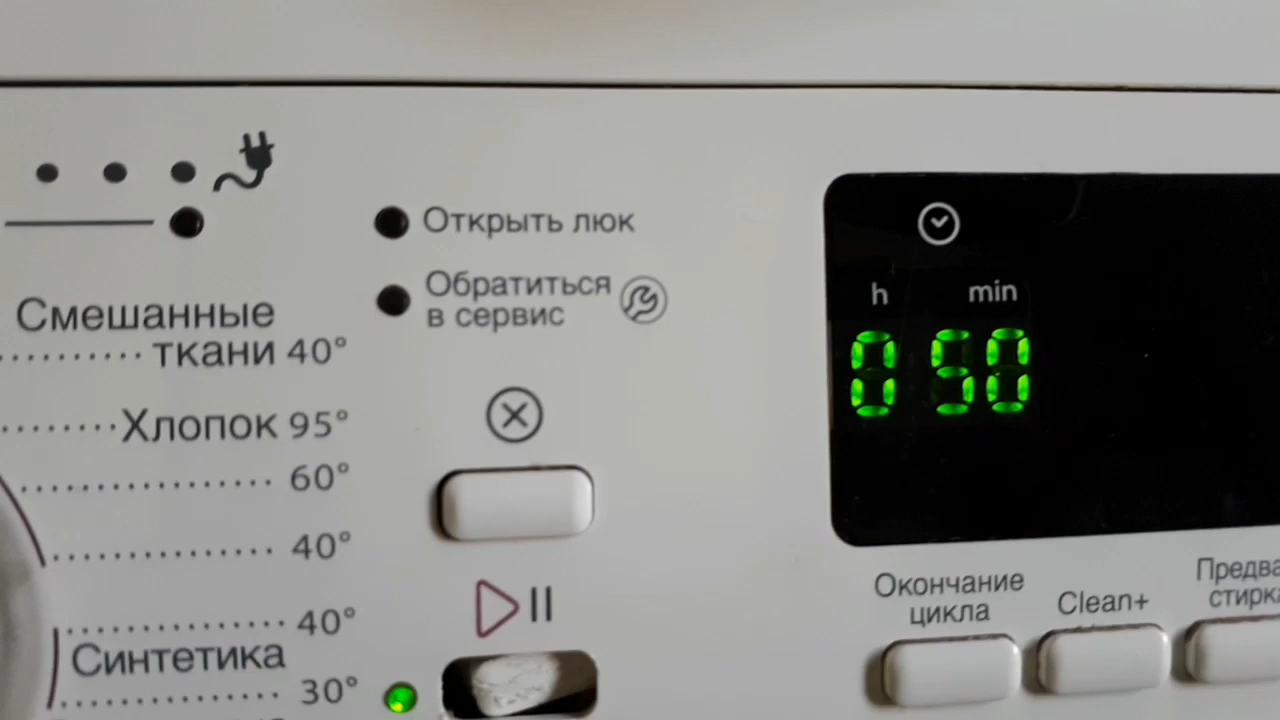 Открыть люк
Обратиться
в сервис
Смешанные
ткани 40°
Хлопок 95°
60°
40°
40°
Синтетика
30°
h min
0 50
Окончание
цикла
Clean+